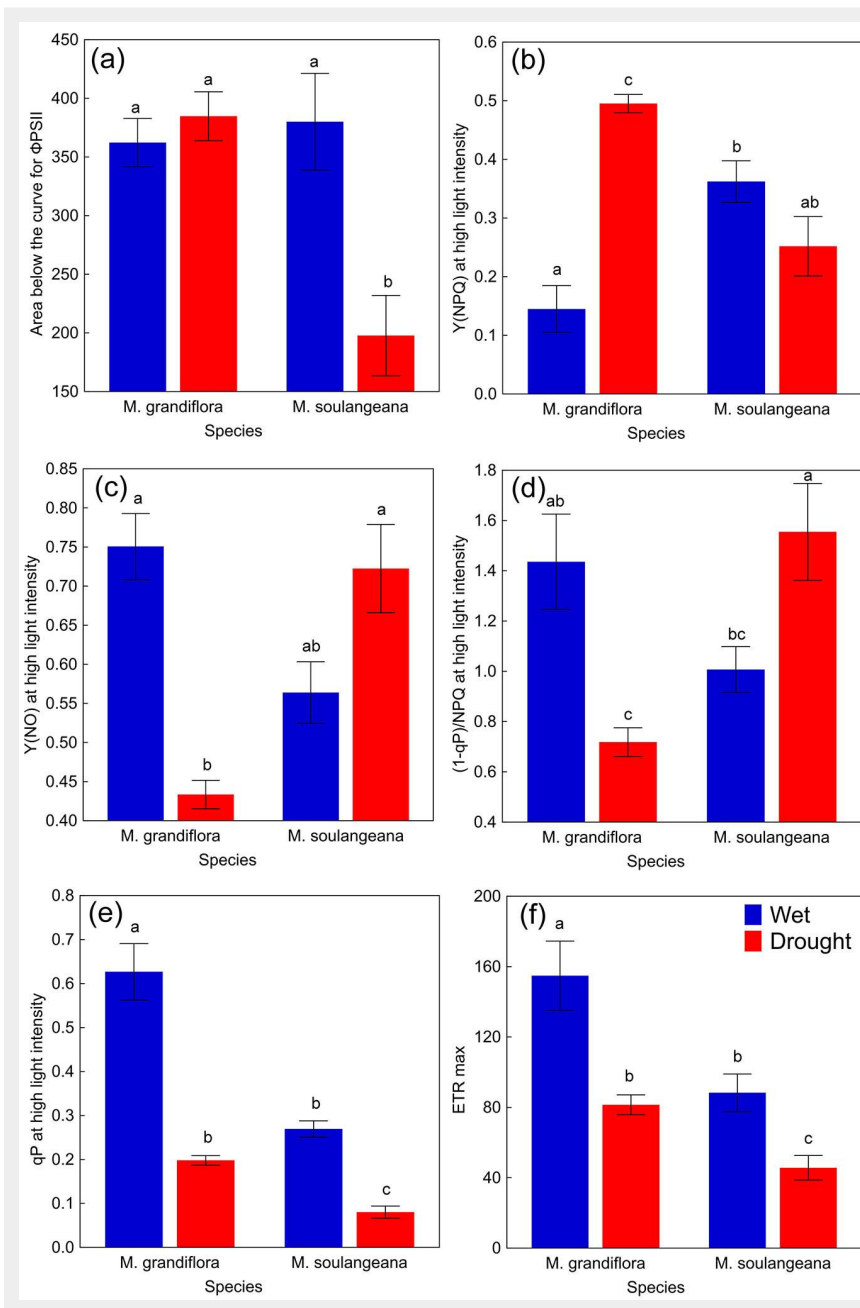 (a)
Area below the curve for ΦPSII
450
400
350
300
250
200
150
a
a
a
b
M. grandiflora M. soulangeana
Species
(b)
Y(NPQ) at high light intensity
0.6
0.5
0.4
0.3
0.2
0.1
0.0
a
c
b
ab
M. grandiflora M. soulangeana
Species
(c)
Y(NO) at high light intensity
0.85
0.80
0.75
0.70
0.65
0.60
0.55
0.50
0.45
0.40
a
b
ab
a
M. grandiflora M. soulangeana
Species
(d)
(1-qP)/NPQ at high light intensity
1.8
1.6
1.4
1.2
1.0
0.8
0.6
0.4
ab
c
bc
a
M. grandiflora M. soulangeana
Species
(e)
qP at high light intensity
0.8
0.7
0.6
0.5
0.4
0.3
0.2
0.1
0.0
a
b
b
c
M. grandiflora M. soulangeana
Species
(f)
ETR max
200
160
120
80
40
0
Wet
Drought
a
b
b
c
M. grandiflora M. soulangeana
Species